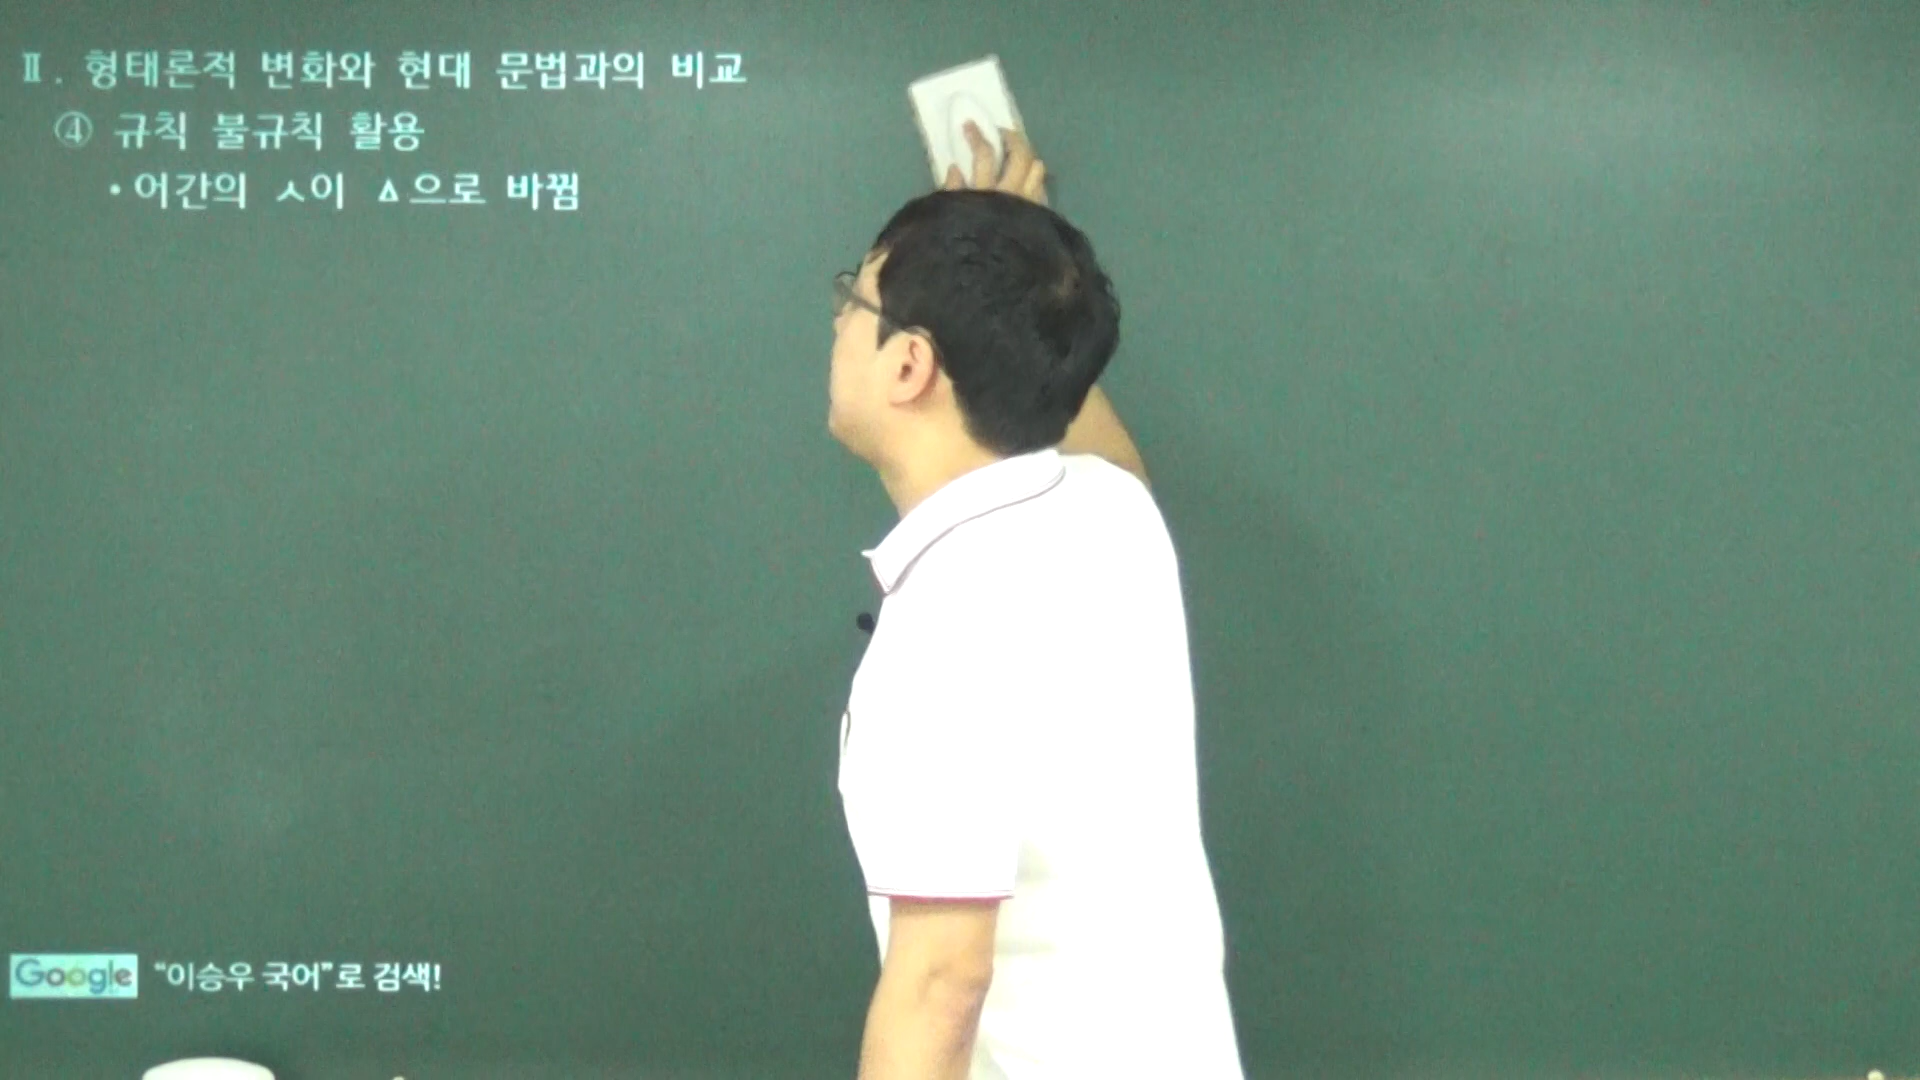 Ⅱ. 형태론적 변화와 현대 문법과의 비교
④ 규칙 불규칙 활용
• 어간의 ㅅ이 ㅿ으로 바뀜
Google “이승우 국어”로 검색!